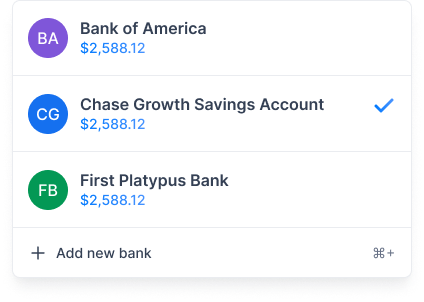 BA
Bank of America
$2,588.12
CG
Chase Growth Savings Account
$2,588.12
FB
First Platypus Bank
$2,588.12
Add new bank
⌘+